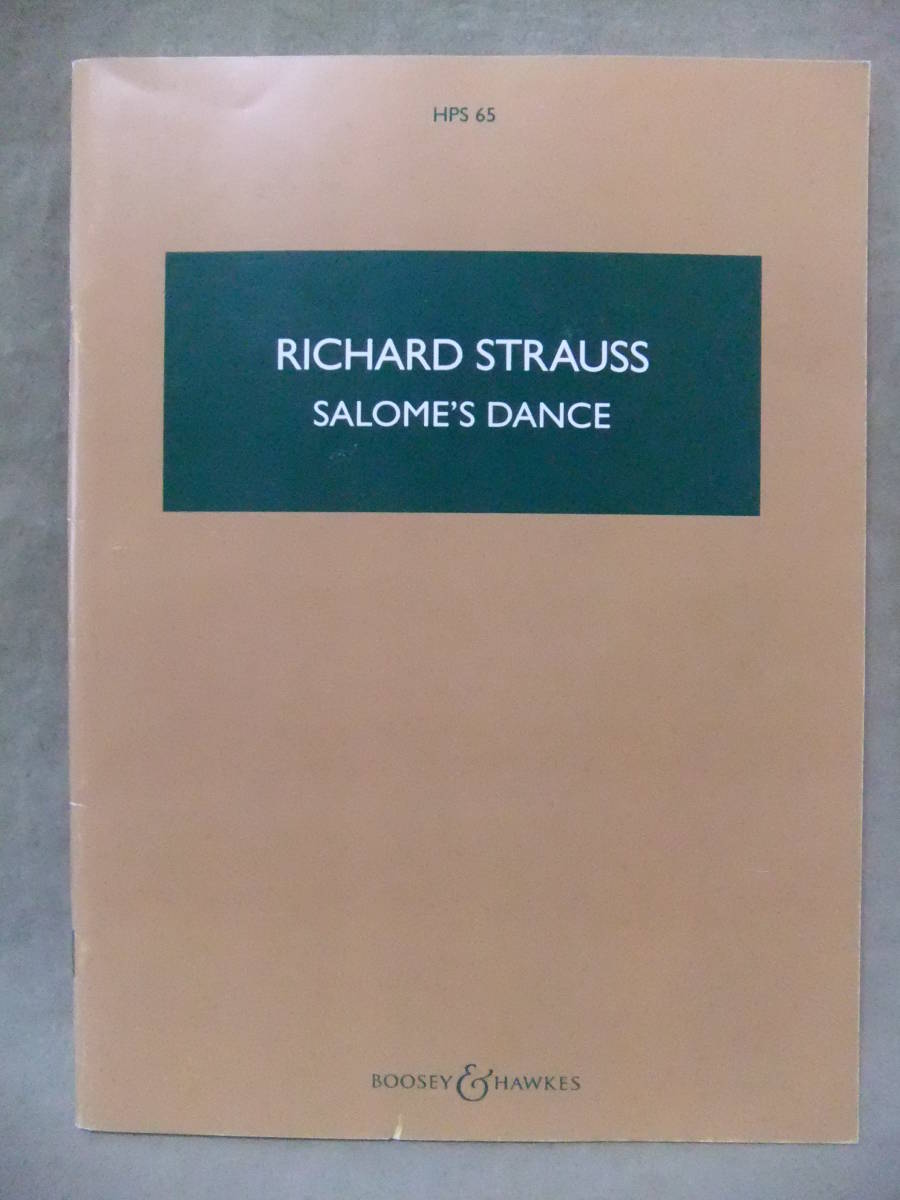 HPS 65
RICHARD STRAUSS
SALOME'S DANCE
BOOSEY & HAWKES